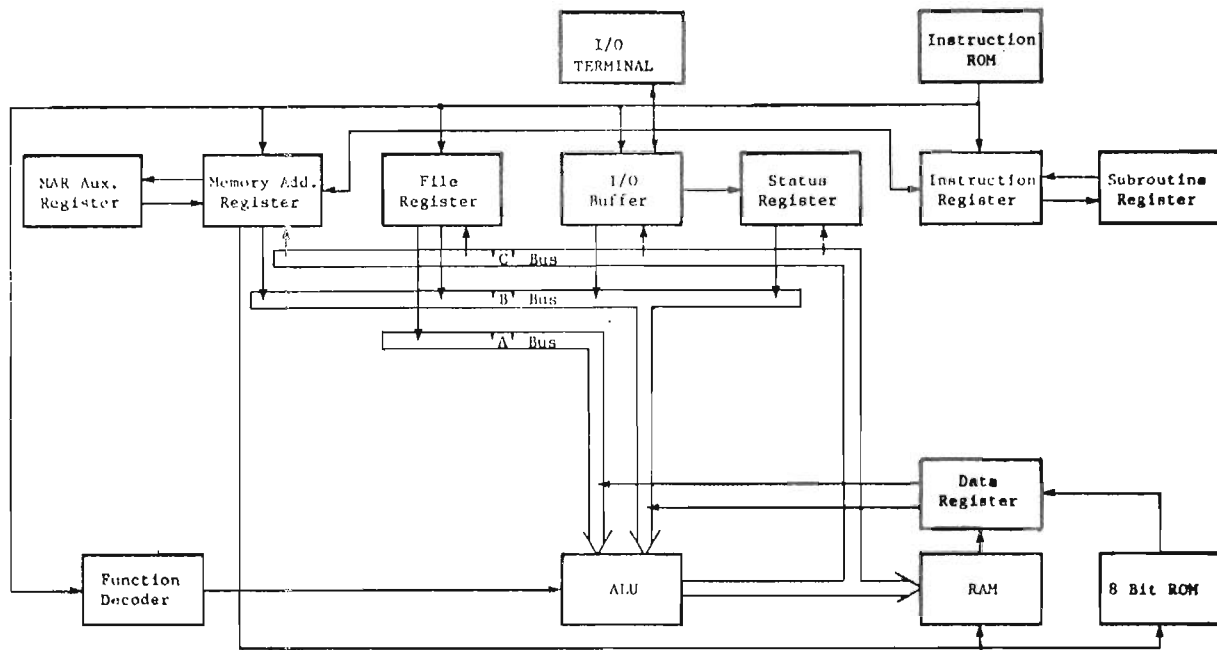 I/O
TERMINAL
Instruction
ROM
MAR Aux.
Register
Memory Add.
Register
File
Register
I/O
Buffer
Status
Register
Instruction
Register
Subroutine
Register
'C' Bus
'B' Bus
'A' Bus
Data
Register
Function
Decoder
ALU
RAM
8 Bit ROM